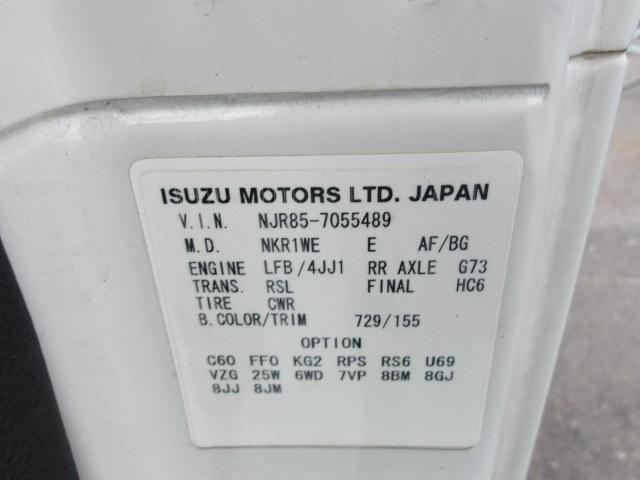 ISUZU MOTORS LTD. JAPAN
V.I.N. NJR85-7055489
M.D. NKR1WE E AF/BG
ENGINE LFB/4JJ1 RR AXLE G73
TRANS. RSL FINAL HC6
TIRE CWR
B.COLOR/TRIM 729/155
OPTION
C60 FF0 KG2 RPS RS6 U69
VZG 25W 6WD 7VP 8BM 8GJ
8JJ 8JM